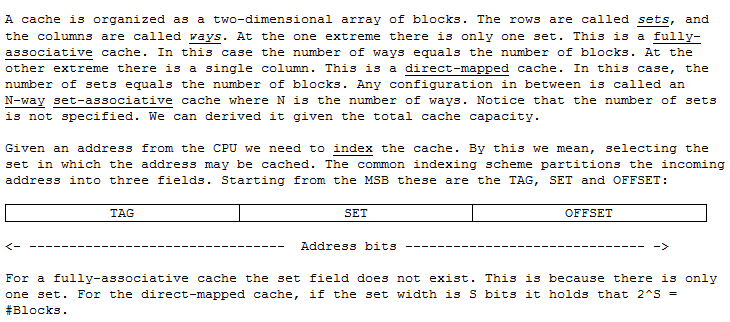 A cache is organized as a two-dimensional array of blocks. The rows are called sets, and
the columns are called ways. At the one extreme there is only one set. This is a fully-
associative cache. In this case the number of ways equals the number of blocks. At the
other extreme there is a single column. This is a direct-mapped cache. In this case, the
number of sets equals the number of blocks. Any configuration in between is called an
N-way set-associative cache where N is the number of ways. Notice that the number of sets
is not specified. We can derived it given the total cache capacity.
Given an address from the CPU we need to index the cache. By this we mean, selecting the
set in which the address may be cached. The common indexing scheme partitions the incoming
address into three fields. Starting from the MSB these are the TAG, SET and OFFSET:
TAG SET OFFSET
<- -------------------------------- Address bits ------------------------------ ->
For a fully-associative cache the set field does not exist. This is because there is only
one set. For the direct-mapped cache, if the set width is S bits it holds that 2^S =
#Blocks.